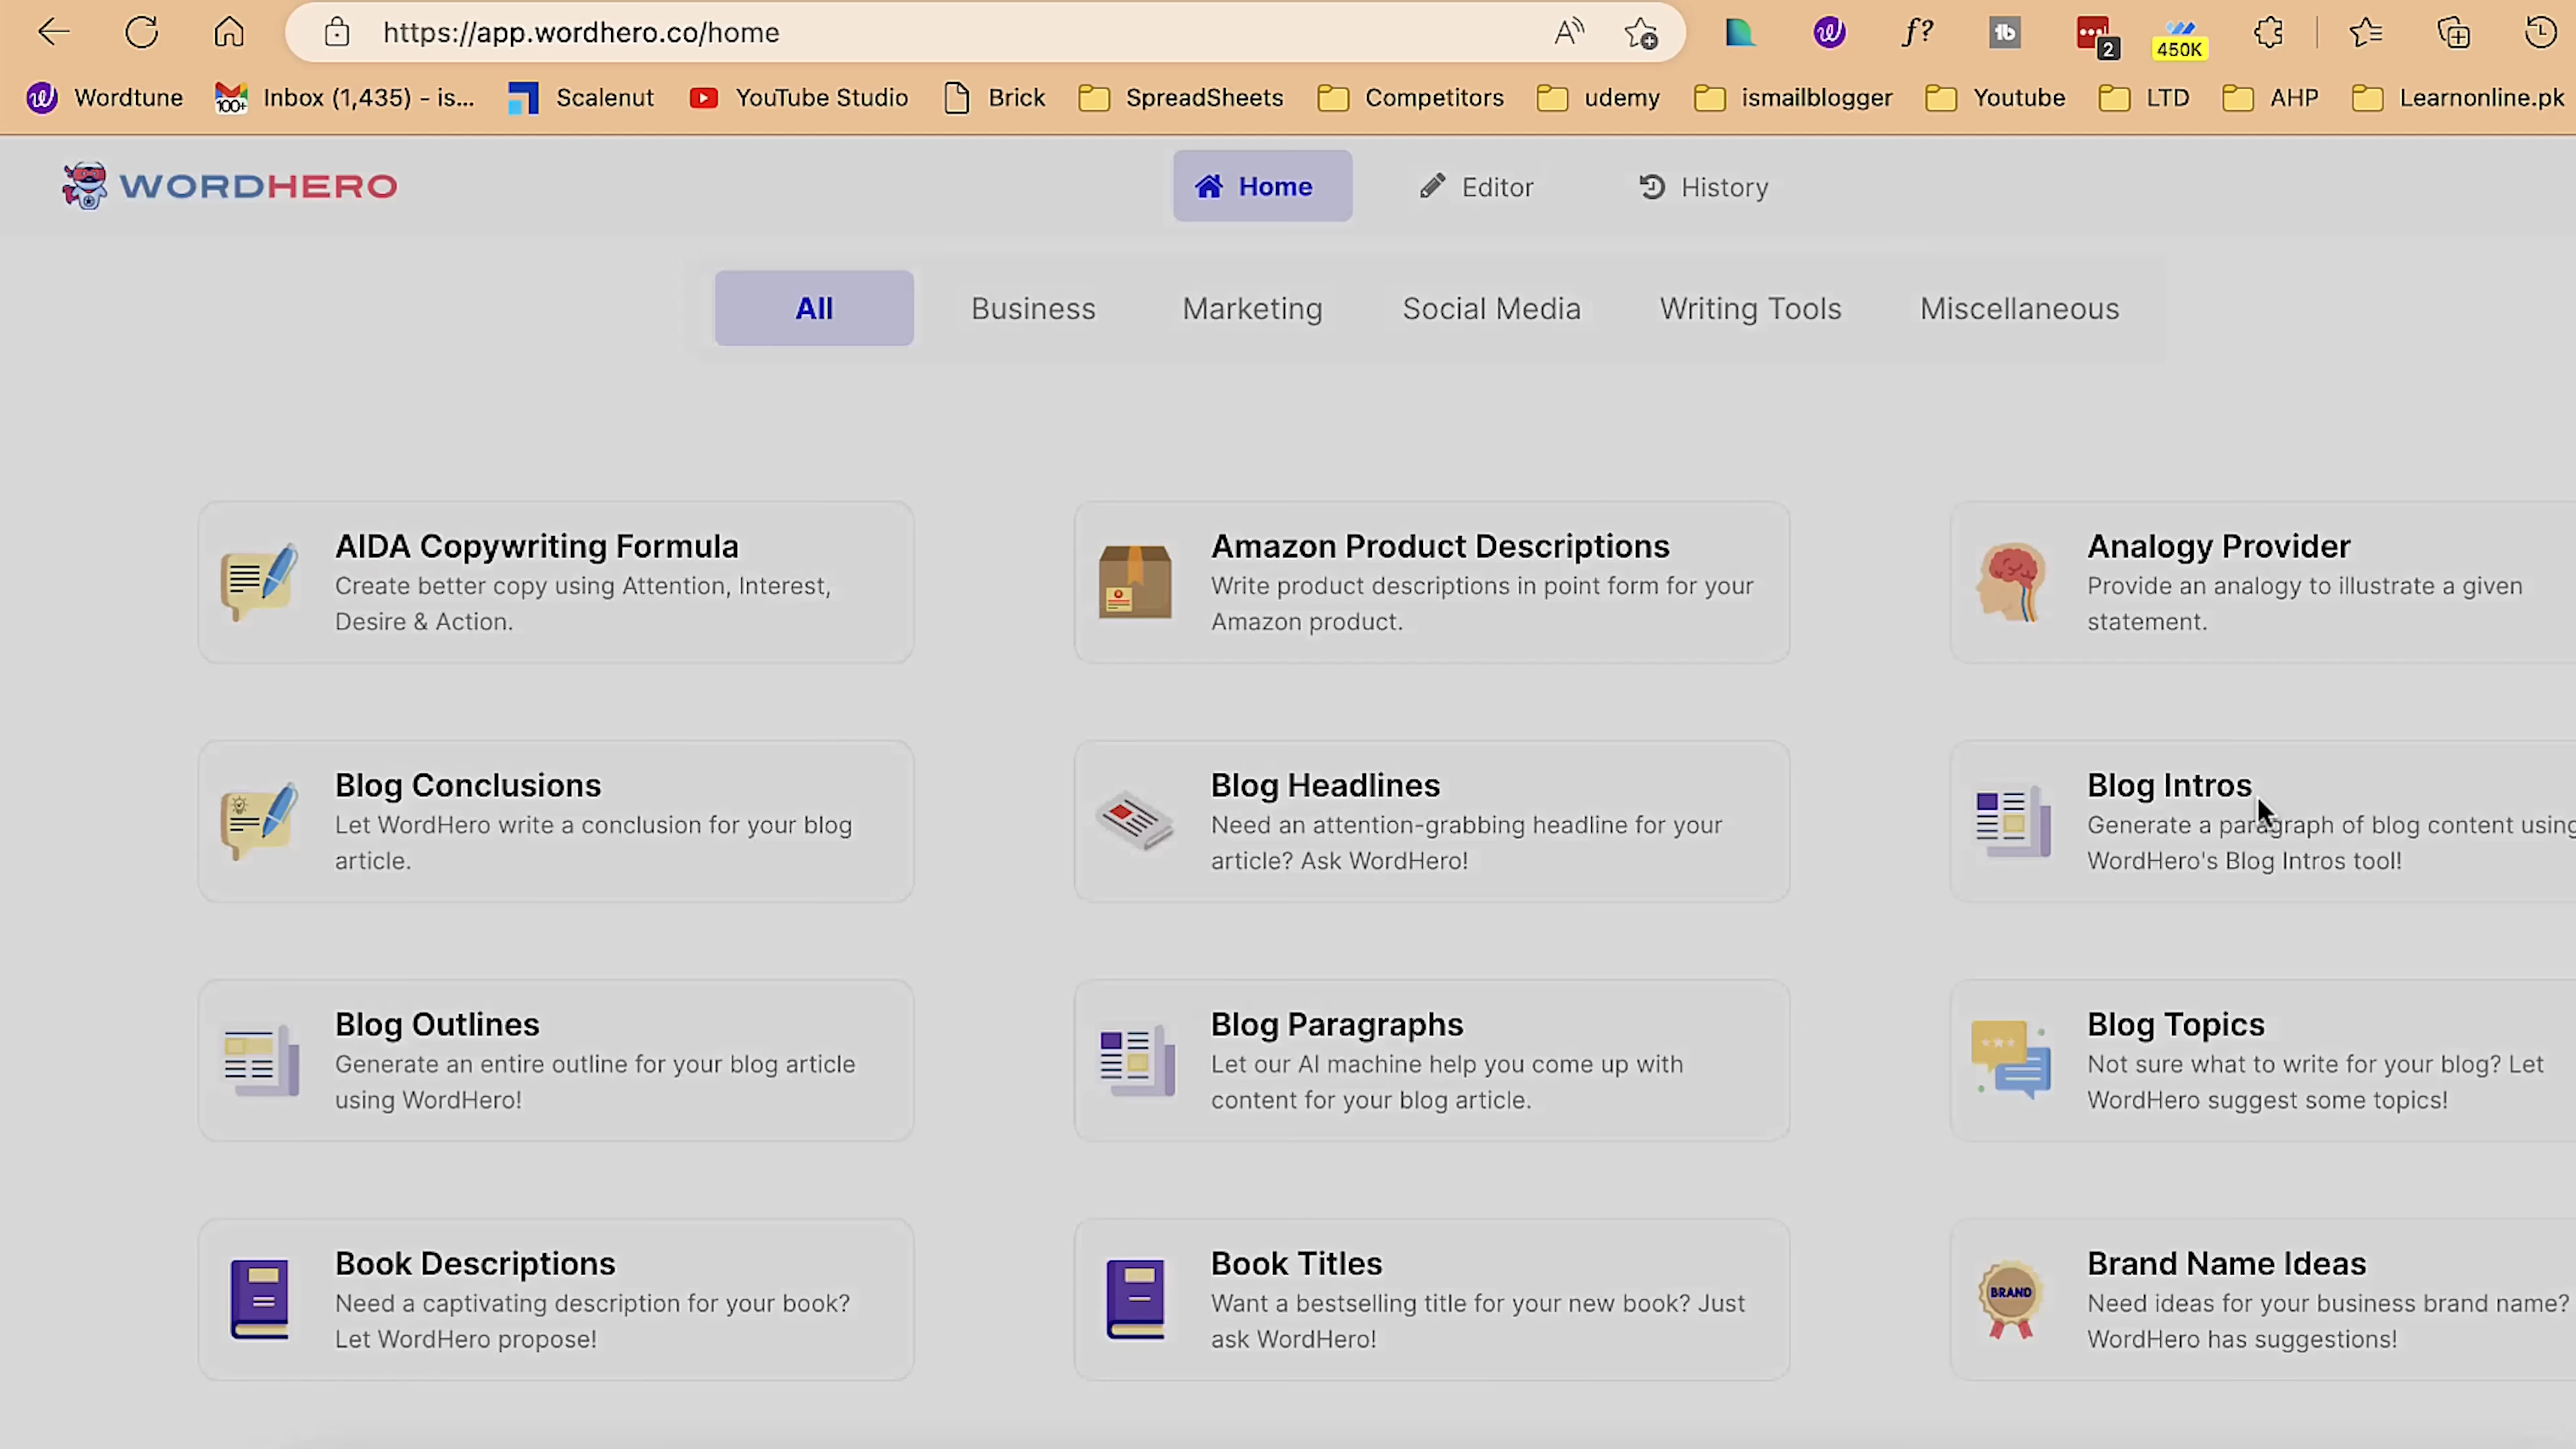 https://app.wordhero.co/home
A
f?
tb
2
450K
Wordtune
100+
Inbox (1,435) - is...
Scalenut
YouTube Studio
Brick
SpreadSheets
Competitors
udemy
ismailblogger
Youtube
LTD
AHP
Learnonline.pk
WORDHERO
Home
Editor
History
All
Business
Marketing
Social Media
Writing Tools
Miscellaneous
AIDA Copywriting Formula
Create better copy using Attention, Interest,
Desire & Action.
Amazon Product Descriptions
Write product descriptions in point form for your
Amazon product.
Analogy Provider
Provide an analogy to illustrate a given
statement.
Blog Conclusions
Let WordHero write a conclusion for your blog
article.
Blog Headlines
Need an attention-grabbing headline for your
article? Ask WordHero!
Blog Intros
Generate a paragraph of blog content using
WordHero's Blog Intros tool!
Blog Outlines
Generate an entire outline for your blog article
using WordHero!
Blog Paragraphs
Let our AI machine help you come up with
content for your blog article.
Blog Topics
Not sure what to write for your blog? Let
WordHero suggest some topics!
Book Descriptions
Need a captivating description for your book?
Let WordHero propose!
Book Titles
Want a bestselling title for your new book? Just
ask WordHero!
BRAND
Brand Name Ideas
Need ideas for your business brand name?
WordHero has suggestions!